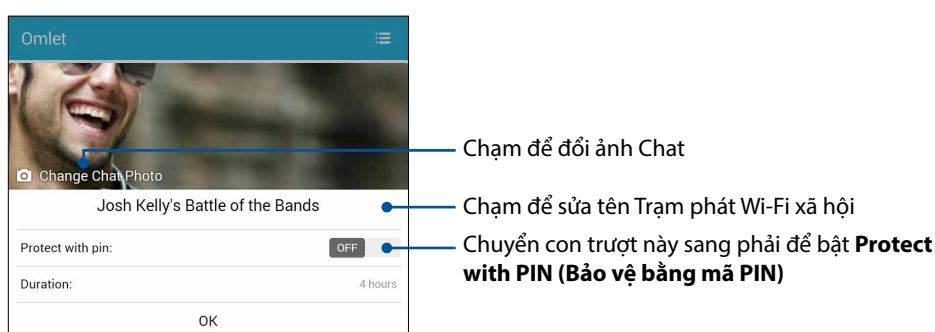 Omlet
Change Chat Photo
Chạm để đổi ảnh Chat
Josh Kelly's Battle of the Bands
Chạm để sửa tên Trạm phát Wi-Fi xã hội
Protect with pin:
OFF
Chuyển con trượt này sang phải để bật Protect
with PIN (Bảo vệ bằng mã PIN)
Duration:
4 hours
OK